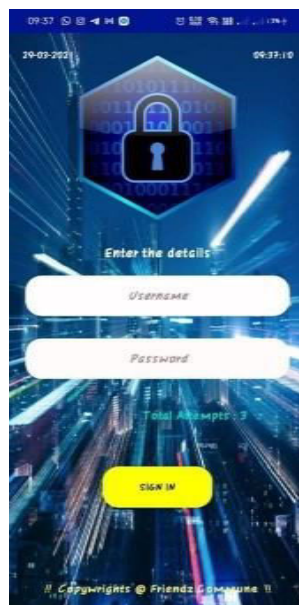 09:37
29-03-2021 09:37:10
Enter the details
Username
Password
Total Attempts : 3
SIGN IN
!! Copywrights @ Friendz Commune !!